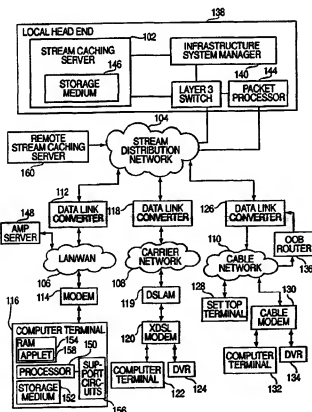 138
LOCAL HEAD END
102
STREAM CACHING
SERVER
146
STORAGE
MEDIUM
INFRASTRUCTURE
SYSTEM MANAGER
140
144
LAYER 3
SWITCH
PACKET
PROCESSOR
104
STREAM
DISTRIBUTION
NETWORK
REMOTE
STREAM CACHING
SERVER
160
112
DATA LINK
CONVERTER
118
DATA LINK
CONVERTER
126
DATA LINK
CONVERTER
148
AMP
SERVER
LAN/WAN
106
CARRIER
NETWORK
108
110
CABLE
NETWORK
OOB
ROUTER
136
116
114
MODEM
119
DSLAM
128
SET TOP
TERMINAL
130
CABLE
MODEM
120
XDSL
MODEM
COMPUTER TERMINAL
154
RAM
APPLET
158
150
PROCESSOR
STORAGE
MEDIUM
152
SUP-
PORT
CIRC-
UITS
156
COMPUTER
TERMINAL
122
DVR
124
COMPUTER
TERMINAL
132
DVR
134